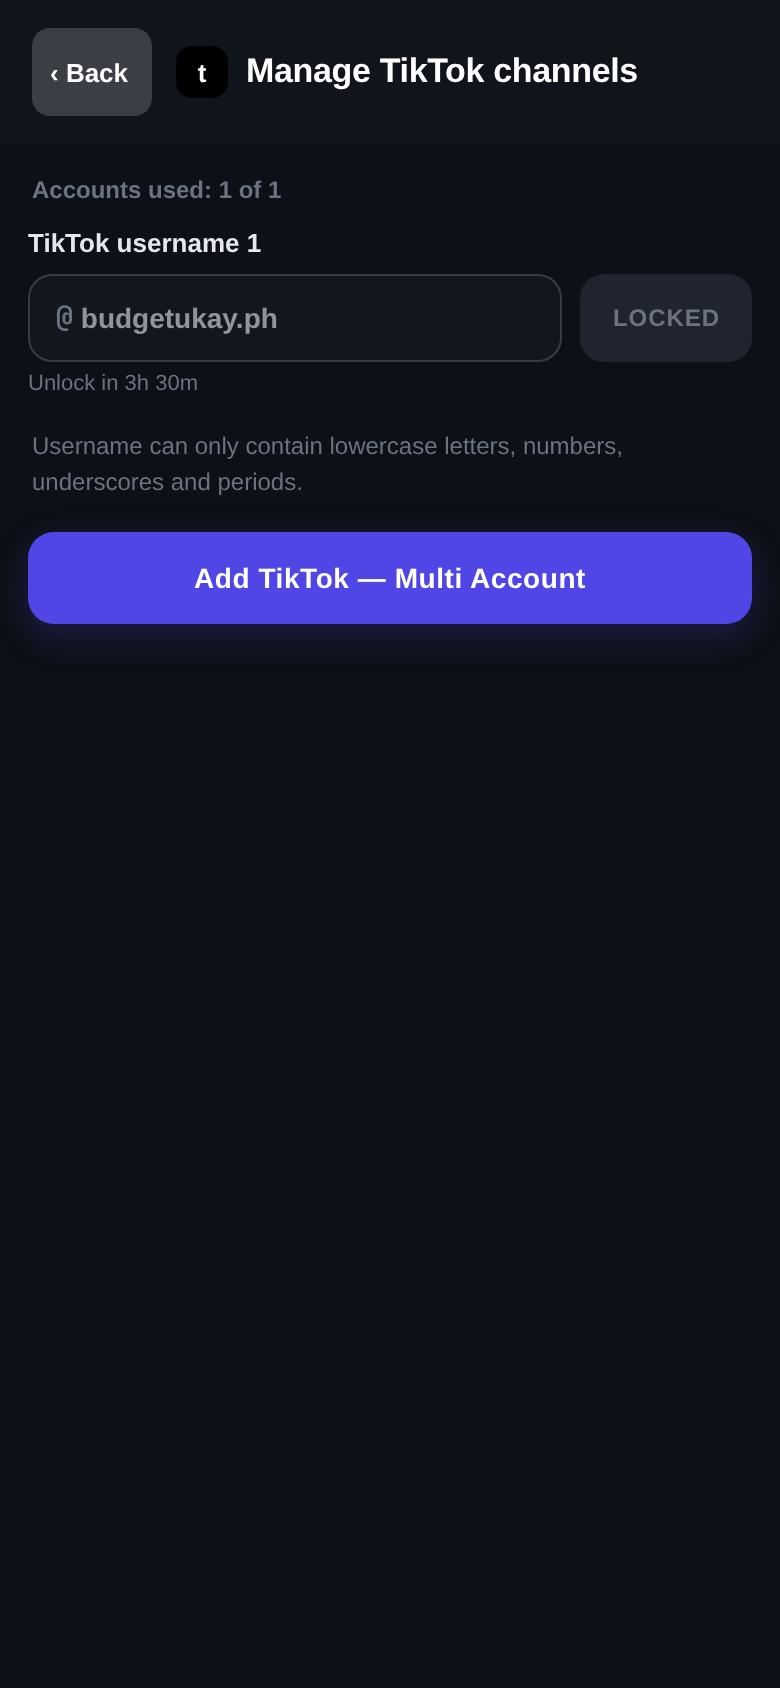 ‹ Back
t
Manage TikTok channels
Accounts used: 1 of 1
TikTok username 1
@ budgetukay.ph
LOCKED
Unlock in 3h 30m
Username can only contain lowercase letters, numbers,
underscores and periods.
Add TikTok — Multi Account